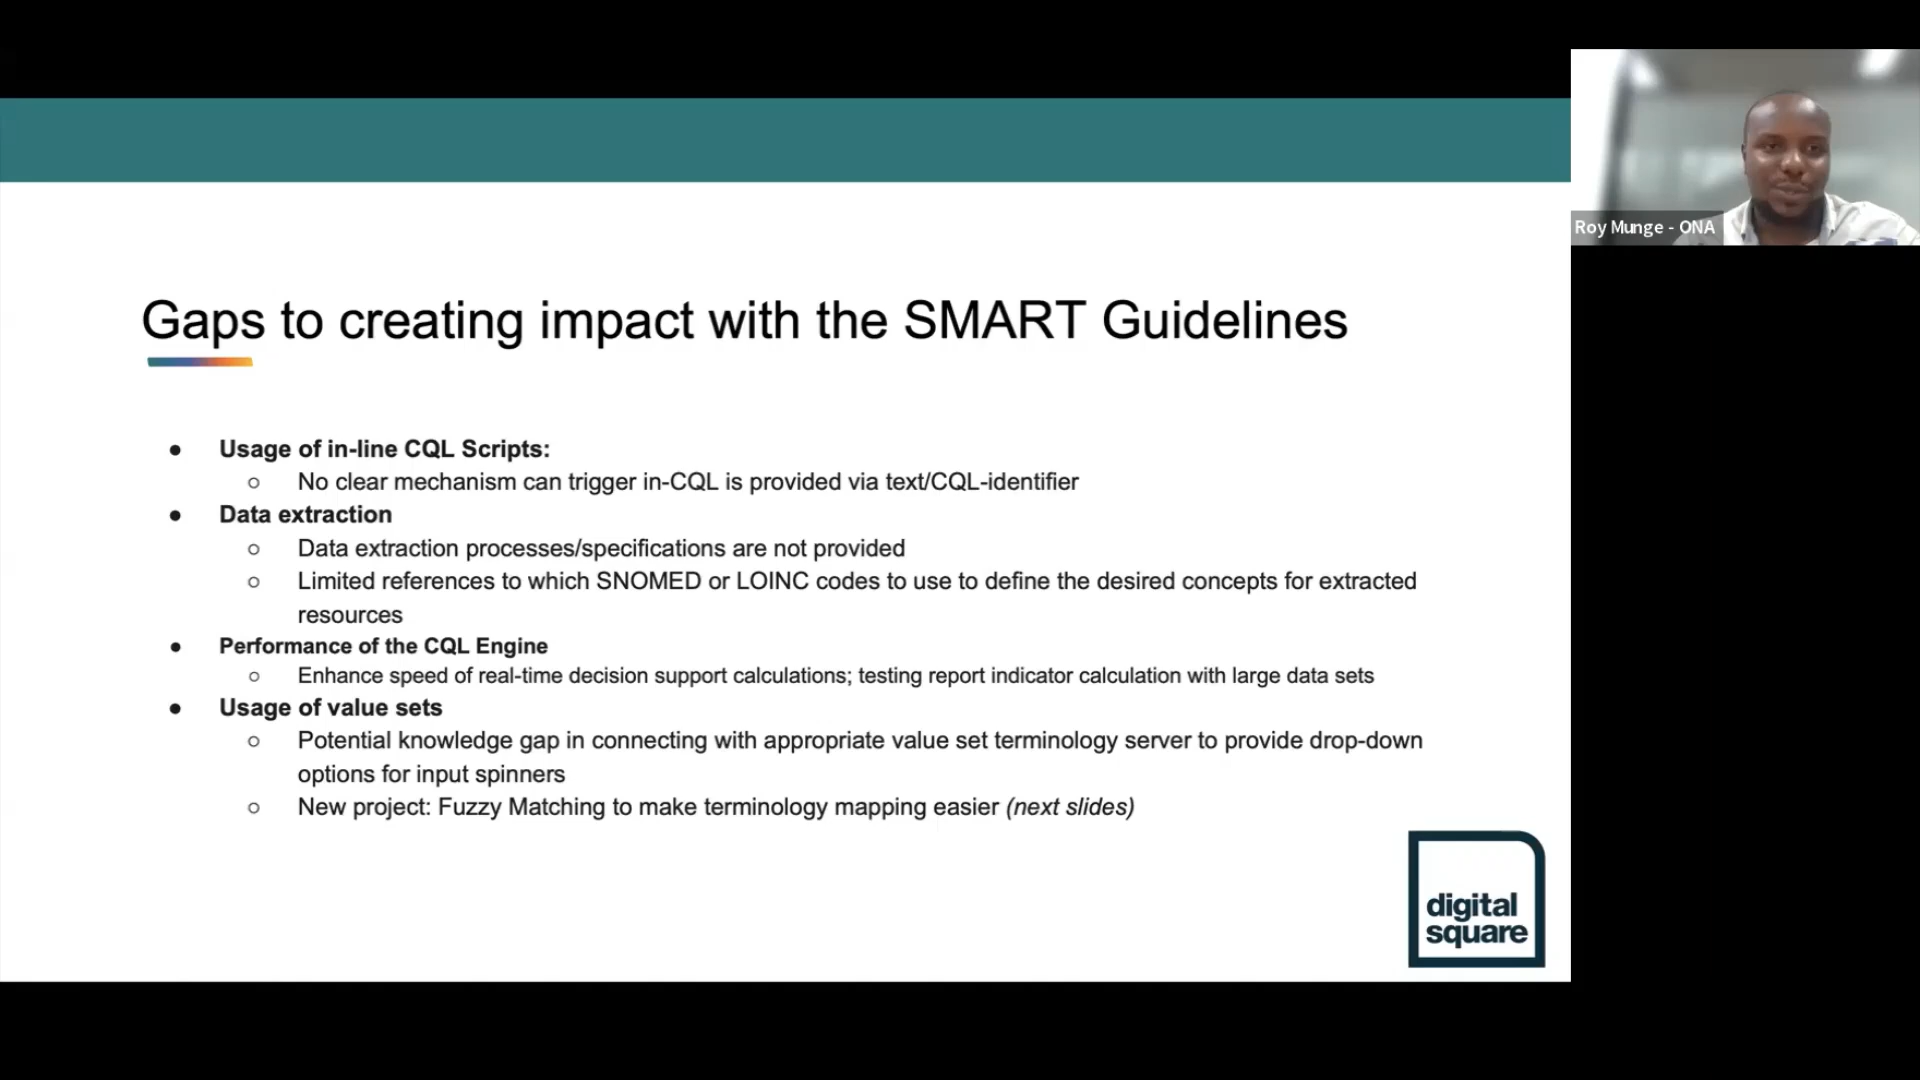 Gaps to creating impact with the SMART Guidelines
● Usage of in-line CQL Scripts:
○ No clear mechanism can trigger in-CQL is provided via text/CQL-identifier
● Data extraction
○ Data extraction processes/specifications are not provided
○ Limited references to which SNOMED or LOINC codes to use to define the desired concepts for extracted
resources
● Performance of the CQL Engine
○ Enhance speed of real-time decision support calculations; testing report indicator calculation with large data sets
● Usage of value sets
○ Potential knowledge gap in connecting with appropriate value set terminology server to provide drop-down
options for input spinners
○ New project: Fuzzy Matching to make terminology mapping easier (next slides)
digital
square
Roy Munge - ONA